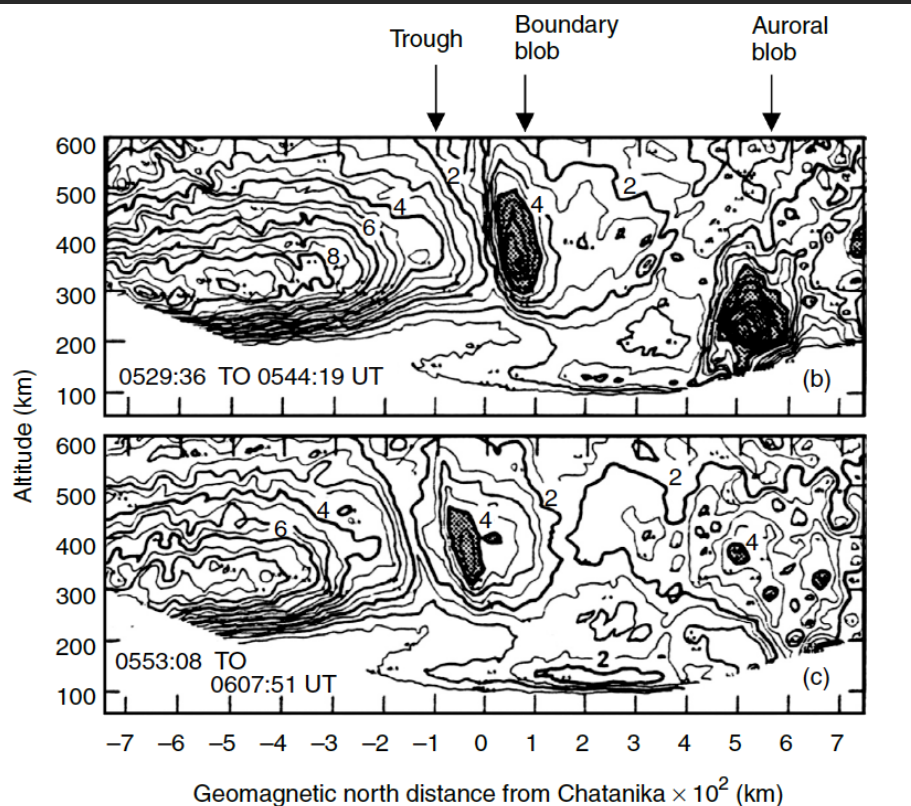 Trough
Boundary
blob
Auroral
blob
Altitude (km)
600
500
400
300
200
100
2
4
6
8
4
2
0529:36 TO 0544:19 UT
(b)
600
500
400
300
200
100
6
4
4
2
2
4
2
2
0553:08 TO
0607:51 UT
(c)
–7 –6 –5 –4 –3 –2 –1 0 1 2 3 4 5 6 7
Geomagnetic north distance from Chatanika × 10² (km)